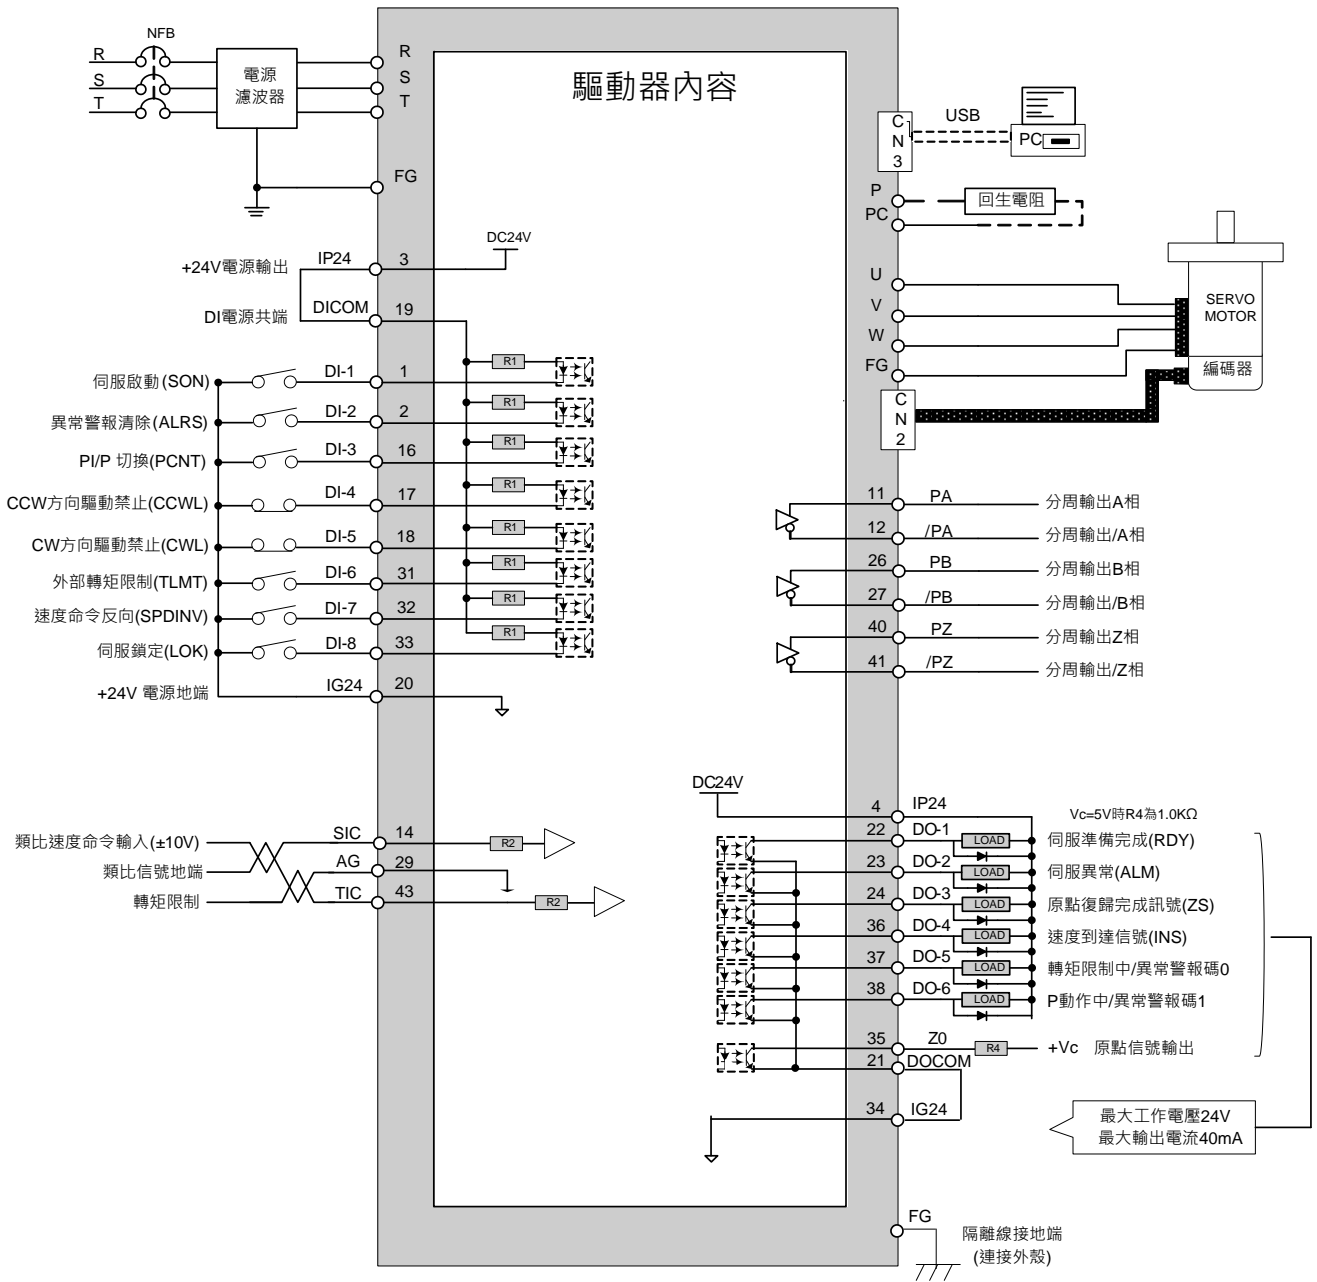 NFB
R
S
T
電源
濾波器
R
S
T
FG
驅動器內容
C
N
3
USB
PC
P
PC
回生電阻
U
V
W
FG
SERVO
MOTOR
編碼器
C
N
2
DC24V
+24V電源輸出 IP24 3
DI電源共端 DICOM 19
R1
伺服啟動(SON) DI-1 1
R1
異常警報清除(ALRS) DI-2 2
R1
PI/P 切換(PCNT) DI-3 16
R1
CCW方向驅動禁止(CCWL) DI-4 17
R1
CW方向驅動禁止(CWL) DI-5 18
R1
外部轉矩限制(TLMT) DI-6 31
R1
速度命令反向(SPDINV) DI-7 32
R1
伺服鎖定(LOK) DI-8 33
+24V 電源地端 IG24 20
11 PA 分周輸出A相
12 /PA 分周輸出/A相
26 PB 分周輸出B相
27 /PB 分周輸出/B相
40 PZ 分周輸出Z相
41 /PZ 分周輸出/Z相
類比速度命令輸入(±10V) SIC 14 R2
類比信號地端 AG 29
轉矩限制 TIC 43 R2
DC24V
4 IP24
Vc=5V時R4為1.0KΩ
22 DO-1 LOAD 伺服準備完成(RDY)
23 DO-2 LOAD 伺服異常(ALM)
24 DO-3 LOAD 原點復歸完成訊號(ZS)
36 DO-4 LOAD 速度到達信號(INS)
37 DO-5 LOAD 轉矩限制中/異常警報碼0
38 DO-6 LOAD P動作中/異常警報碼1
35 Z0 R4 +Vc 原點信號輸出
21 DOCOM
34 IG24
最大工作電壓24V
最大輸出電流40mA
FG
隔離線接地端
(連接外殼)